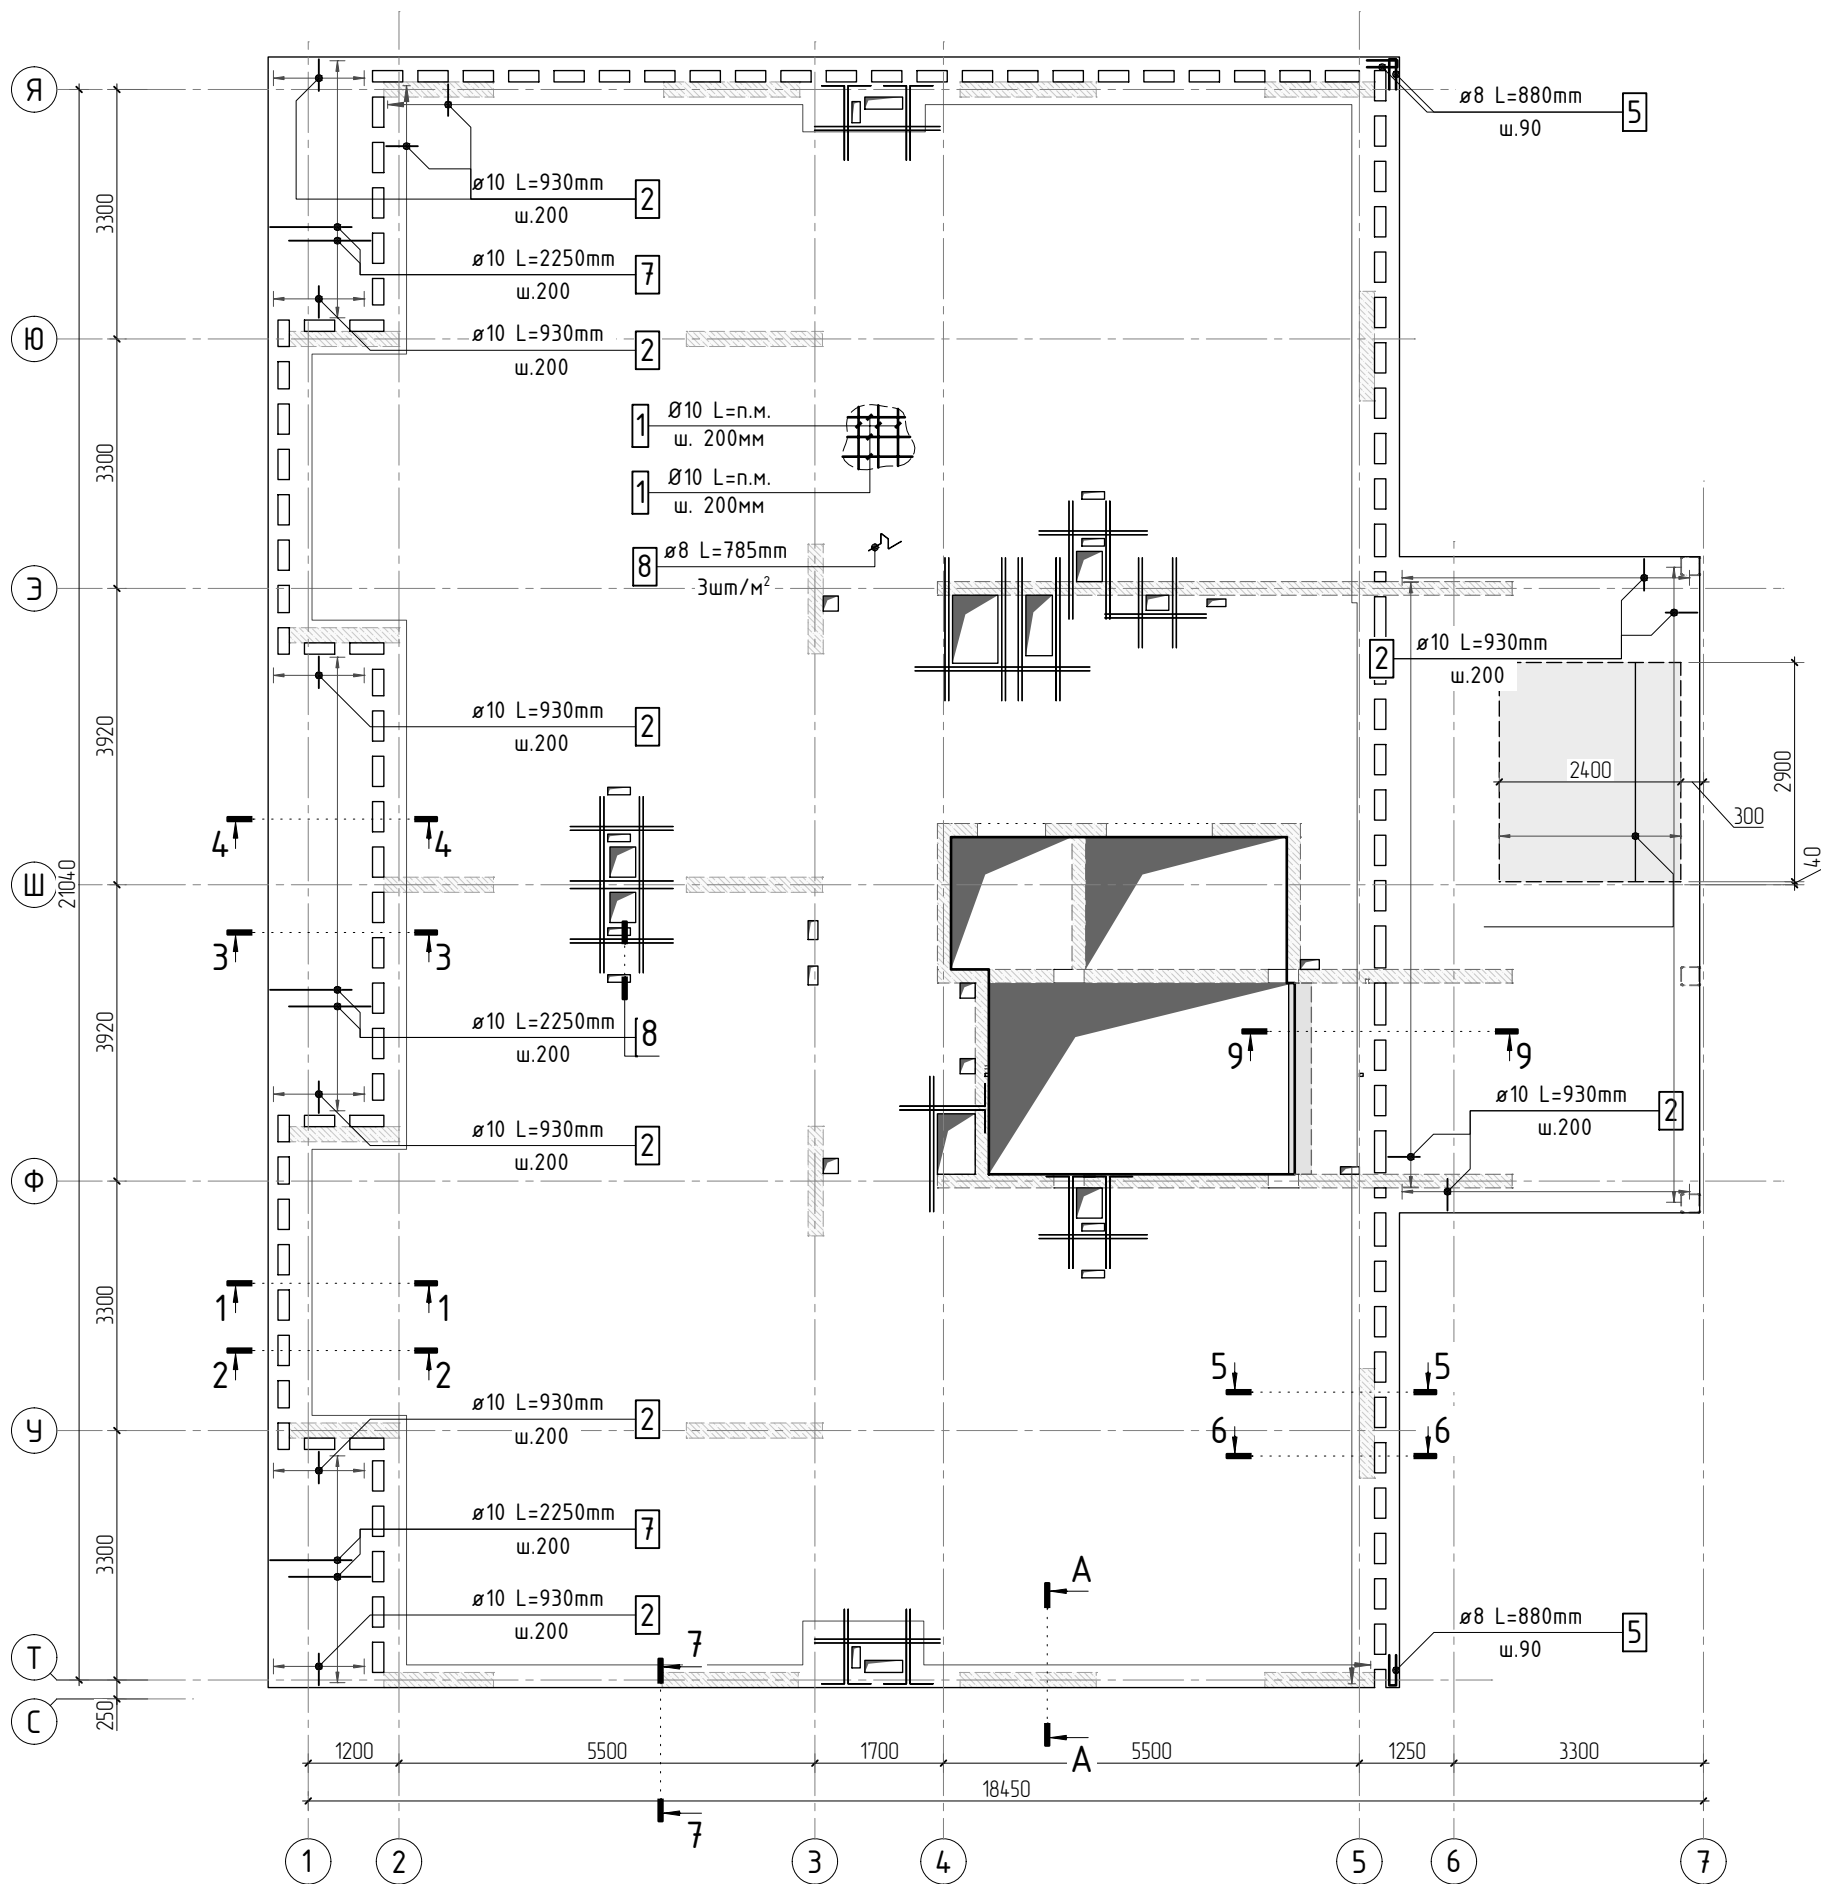 Я
ø8 L=880mm
5
ш.90
ø10 L=930mm
2
ш.200
3300
ø10 L=2250mm
7
ш.200
Ю
ø10 L=930mm
2
ш.200
1
Ø10 L=п.м.
ш. 200мм
3300
1
Ø10 L=п.м.
ш. 200мм
8
ø8 L=785mm
3шт/м²
Э
2
ø10 L=930mm
ш.200
ø10 L=930mm
2
ш.200
3920
2400
2900
300
4
4
40
Ш
21040
3
3
ø10 L=2250mm
8
ш.200
3920
9
9
ø10 L=930mm
2
ш.200
ø10 L=930mm
2
ш.200
Ф
1
1
3300
2
2
5
5
ø10 L=930mm
2
ш.200
6
6
У
ø10 L=2250mm
7
ш.200
3300
А
ø10 L=930mm
2
ш.200
ø8 L=880mm
5
ш.90
7
Т
С
250
1200
5500
1700
5500
1250
3300
А
18450
7
1
2
3
4
5
6
7